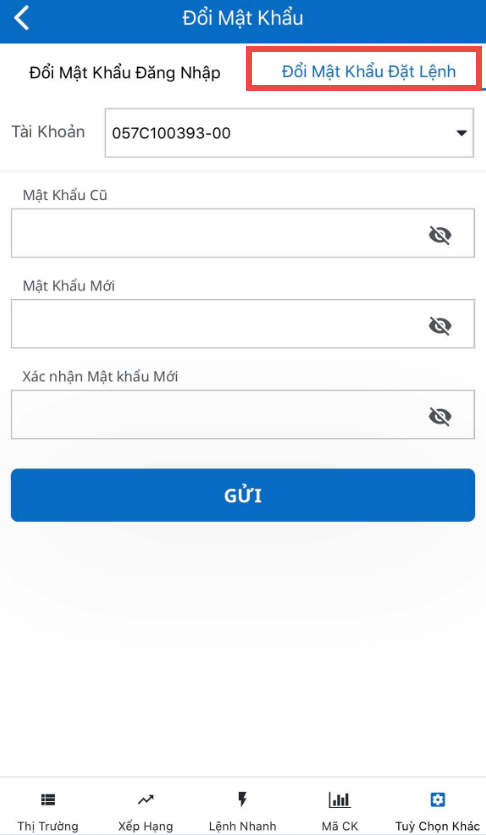 Đổi Mật Khẩu
Đổi Mật Khẩu Đăng Nhập
Đổi Mật Khẩu Đặt Lệnh
Tài Khoản
057C100393-00
Mật Khẩu Cũ
Mật Khẩu Mới
Xác nhận Mật khẩu Mới
GỬI
Thị Trường
Xếp Hạng
Lệnh Nhanh
Mã CK
Tuỳ Chọn Khác